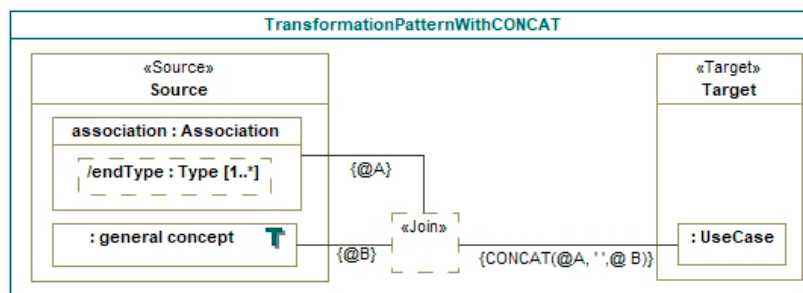 TransformationPatternWithCONCAT
«Source»
Source
association : Association
/endType : Type [1..*]
: general concept
{@A}
{@B}
«Join»
{CONCAT(@A, ' ',@ B)}
«Target»
Target
: UseCase